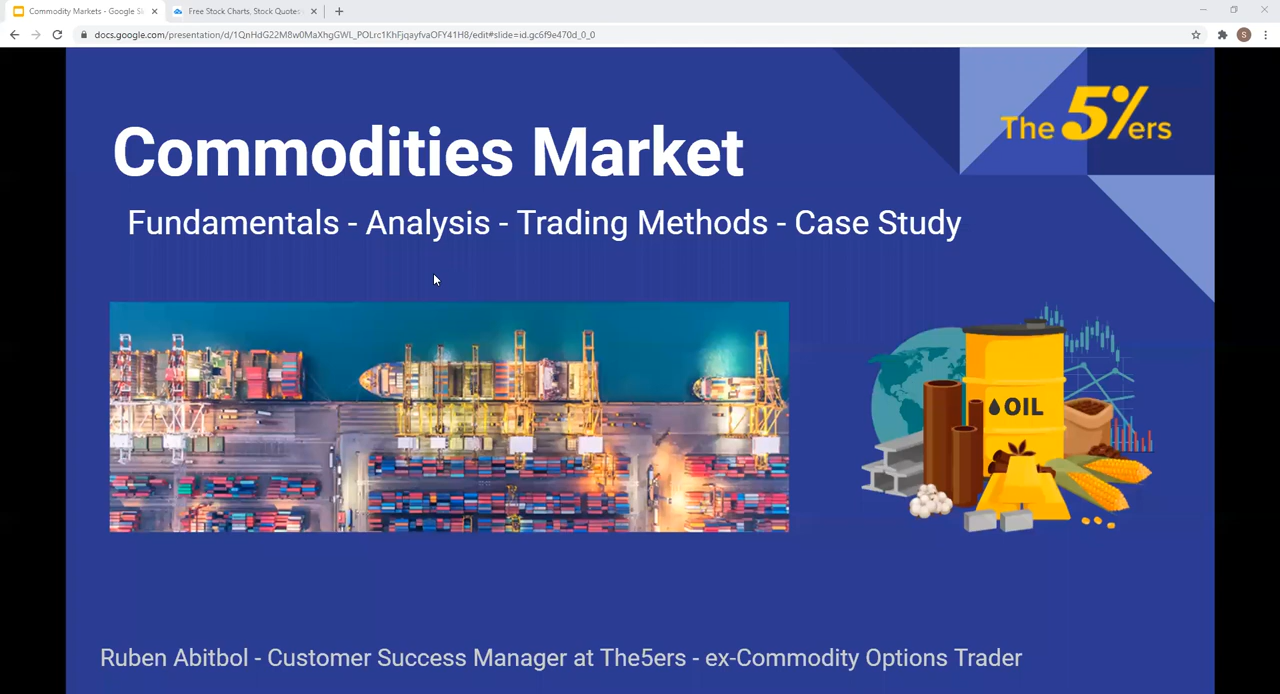 Commodity Markets - Google Sl
Free Stock Charts, Stock Quotes
docs.google.com/presentation/d/1QnHdG22M8w0MaXhgGWL_POLrc1KhFjqayfvaOFY41H8/edit#slide=id.gc6f9e470d_0_0
S
The 5%ers
Commodities Market
Fundamentals - Analysis - Trading Methods - Case Study
OIL
Ruben Abitbol - Customer Success Manager at The5ers - ex-Commodity Options Trader